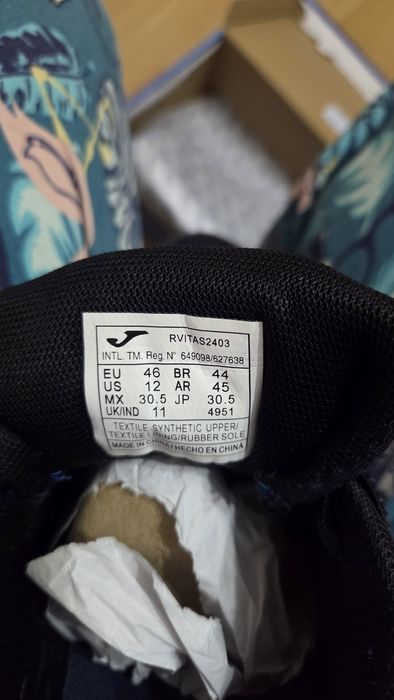 RVITAS2403
INTL. TM. Reg. N° 649098/627638
EU 46 BR 44
US 12 AR 45
MX 30.5 JP 30.5
UK/IND 11 4951
TEXTILE SYNTHETIC UPPER/
TEXTILE LINING/RUBBER SOLE
MADE IN CHINA/HECHO EN CHINA